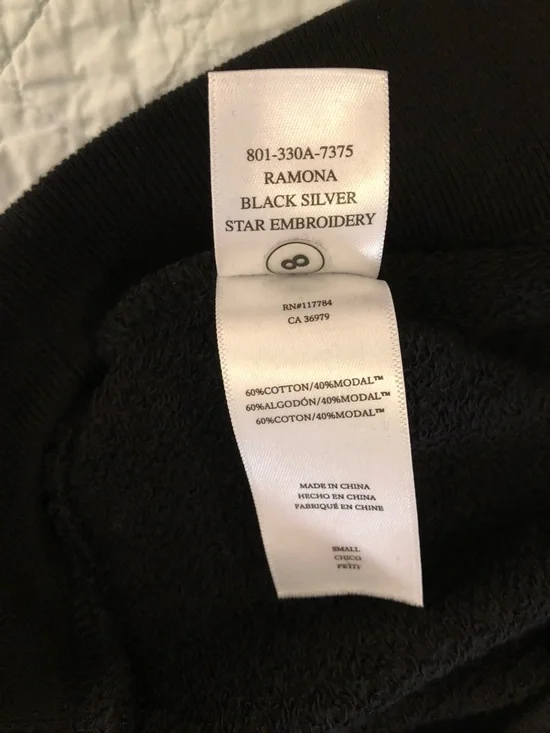 801-330A-7375
RAMONA
BLACK SILVER
STAR EMBROIDERY
8
RN#117784
CA 36979
60%COTTON/40%MODAL™
60%ALGODÓN/40%MODAL™
60%COTON/40%MODAL™
MADE IN CHINA
HECHO EN CHINA
FABRIQUÉ EN CHINE
SMALL
CHICO
PETIT